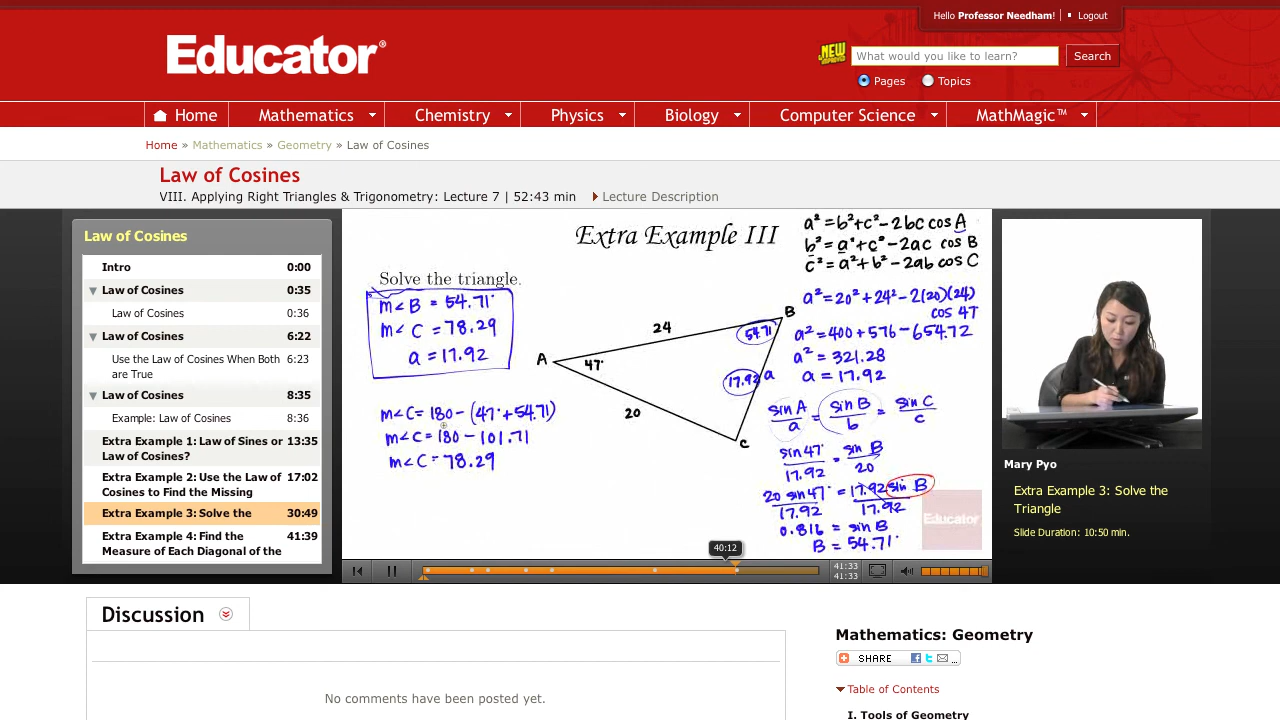 Hello Professor Needham! Logout
Educator®
NEW
What would you like to learn?
Search
Pages
Topics
Home
Mathematics
Chemistry
Physics
Biology
Computer Science
MathMagic™
Home » Mathematics » Geometry » Law of Cosines
Law of Cosines
VIII. Applying Right Triangles & Trigonometry: Lecture 7 | 52:43 min
Lecture Description
Law of Cosines
Intro 0:00
Law of Cosines 0:35
Law of Cosines 0:36
Law of Cosines 6:22
Use the Law of Cosines When Both 6:23
are True
Law of Cosines 8:35
Example: Law of Cosines 8:36
Extra Example 1: Law of Sines or 13:35
Law of Cosines?
Extra Example 2: Use the Law of 17:02
Cosines to Find the Missing
Extra Example 3: Solve the 30:49
Extra Example 4: Find the 41:39
Measure of Each Diagonal of the
Extra Example III
Solve the triangle.
m∠B = 54.71°
m∠C = 78.29
a = 17.92
m∠C = 180 - (47° + 54.71)
m∠C = 180 - 101.71
m∠C = 78.29
A
24
B
54.71
47°
17.92 a
20
C
a² = b² + c² - 2bc cos A
b² = a² + c² - 2ac cos B
c² = a² + b² - 2ab cos C
a² = 20² + 24² - 2(20)(24)
cos 47
a² = 400 + 576 - 654.72
a² = 321.28
a = 17.92
sin A/a = sin B/b = sin C/c
sin 47°/17.92 = sin B/20
20 sin 47°/17.92 = 17.92 sin B/17.92
0.816 = sin B
B = 54.71°
Educator
40:12
41:33
41:33
Mary Pyo
Extra Example 3: Solve the
Triangle
Slide Duration: 10:50 min.
Discussion
No comments have been posted yet.
Mathematics: Geometry
SHARE
Table of Contents
I. Tools of Geometry